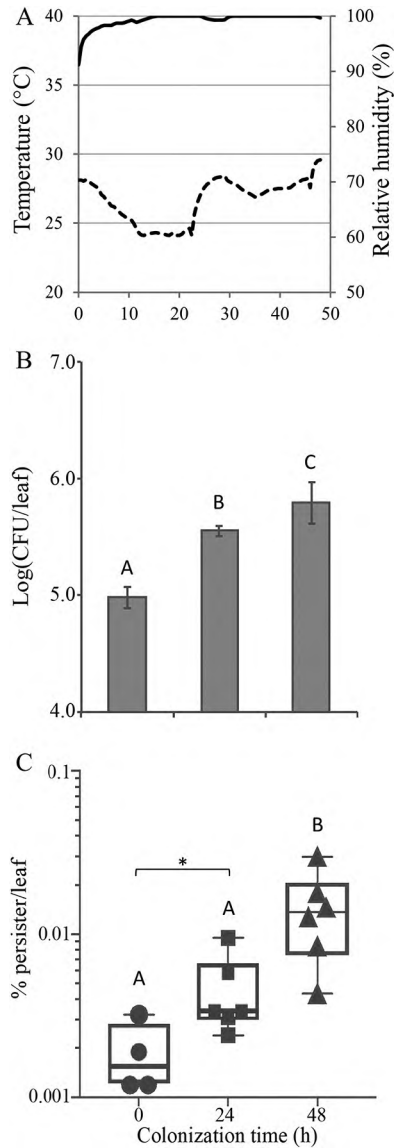 A
Temperature (°C)
40
35
30
25
20
Relative humidity (%)
100
90
80
70
60
50
0 10 20 30 40 50
B
Log(CFU/leaf)
7.0
6.0
5.0
4.0
A
B
C
C
% persister/leaf
0.1
0.01
0.001
*
A
A
B
0 24 48
Colonization time (h)